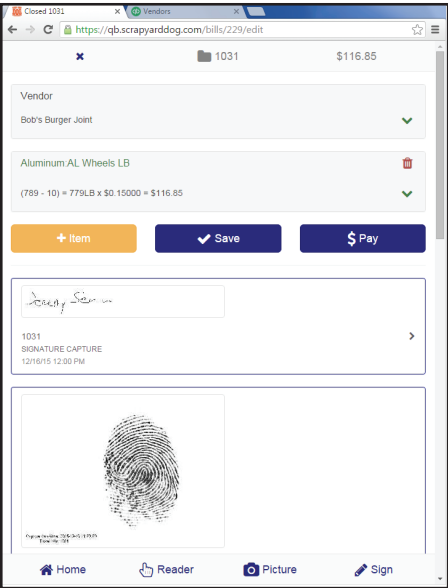 Closed 1031
Vendors
https://qb.scrapyarddog.com/bills/229/edit
1031
$116.85
Vendor
Bob's Burger Joint
Aluminum:AL Wheels LB
(789 - 10) = 779LB x $0.15000 = $116.85
+ Item
Save
$ Pay
1031
SIGNATURE CAPTURE
12/16/15 12:00 PM
Home
Reader
Picture
Sign